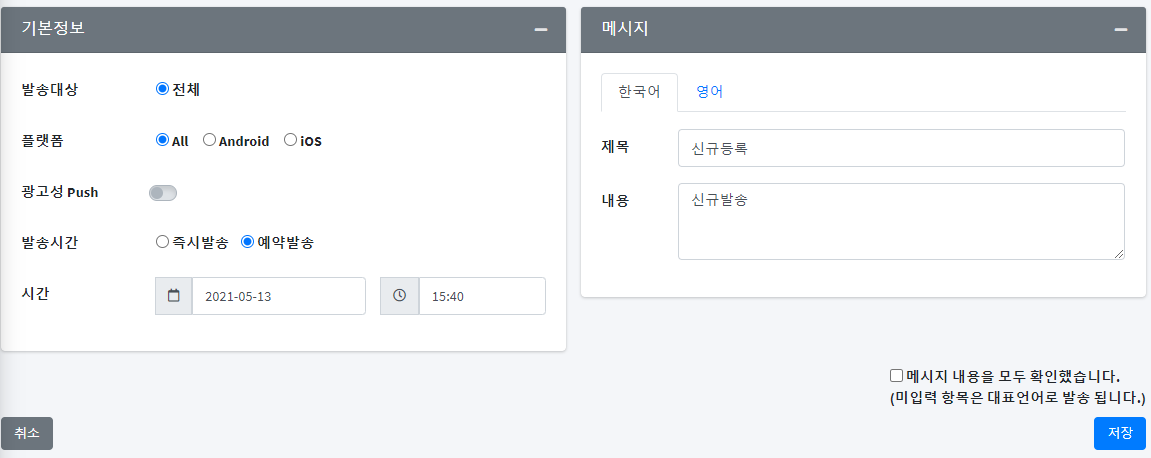 기본정보
발송대상 전체
플랫폼 All Android iOS
광고성 Push
발송시간 즉시발송 예약발송
시간 2021-05-13 15:40
메시지
한국어 영어
제목 신규등록
내용 신규발송
메시지 내용을 모두 확인했습니다.
(미입력 항목은 대표언어로 발송 됩니다.)
취소 저장